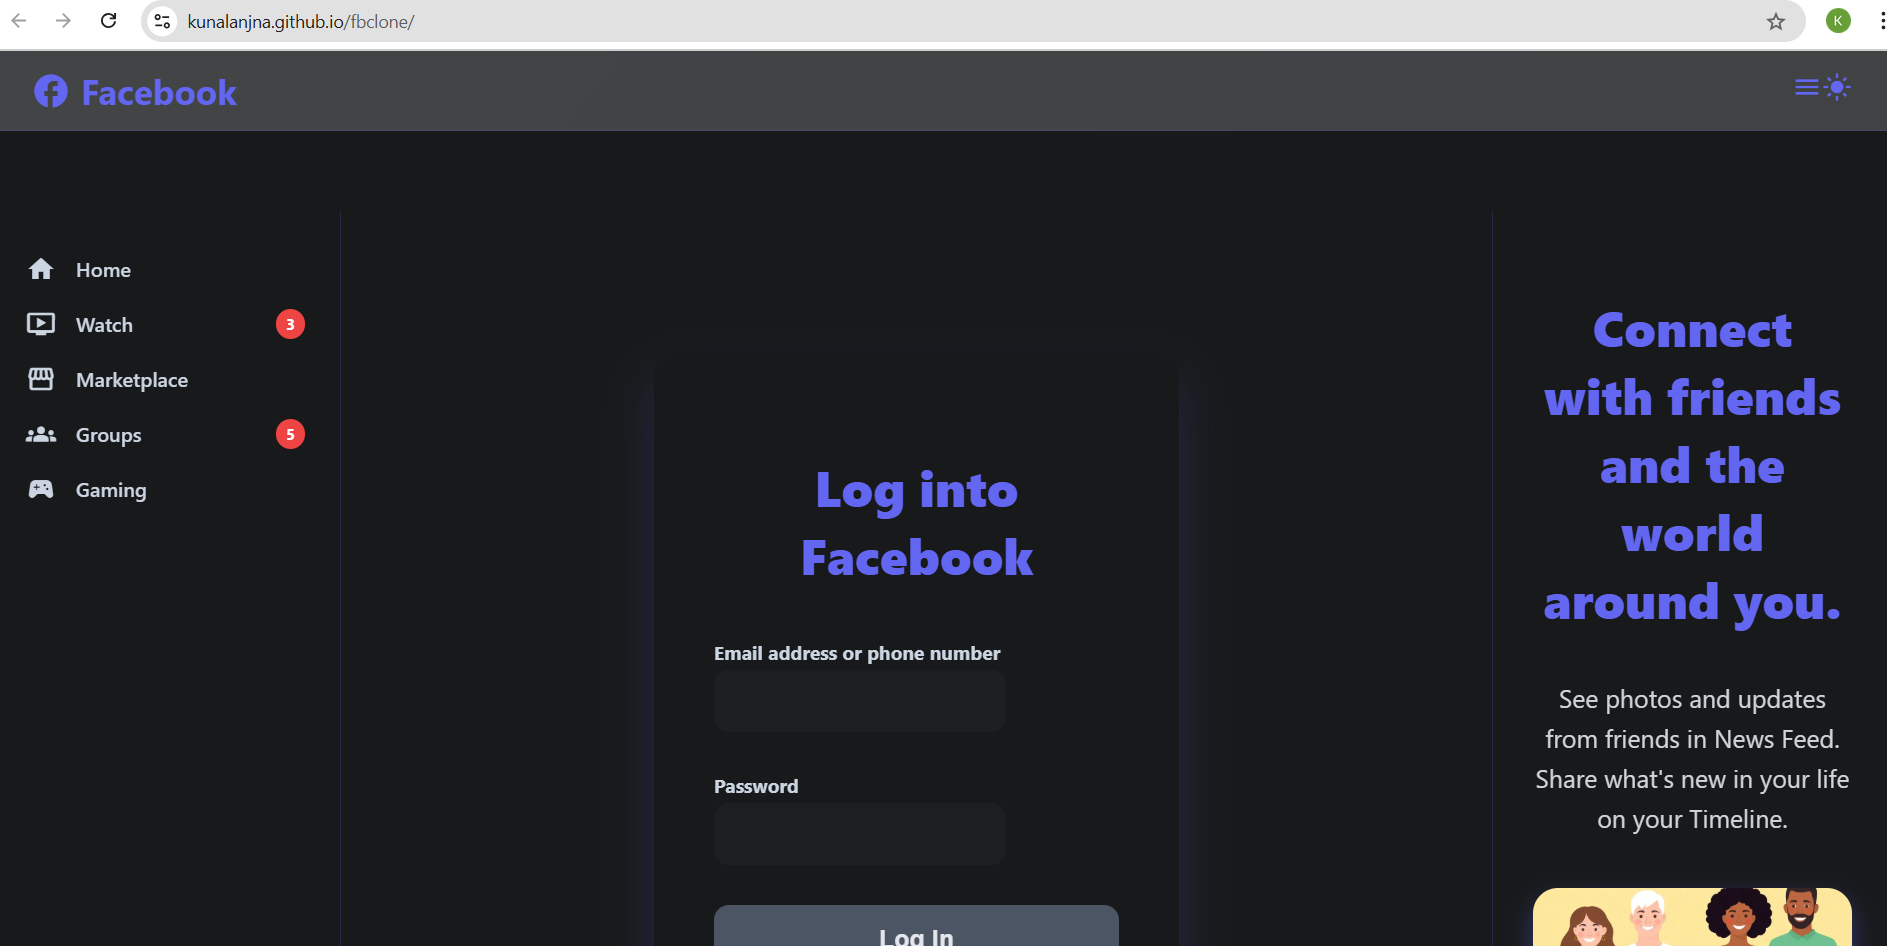 kunalanjna.github.io/fbclone/
K
Facebook
Home
Watch 3
Marketplace
Groups 5
Gaming
Log into
Facebook
Email address or phone number
Password
Log In
Connect
with friends
and the
world
around you.
See photos and updates
from friends in News Feed.
Share what's new in your life
on your Timeline.